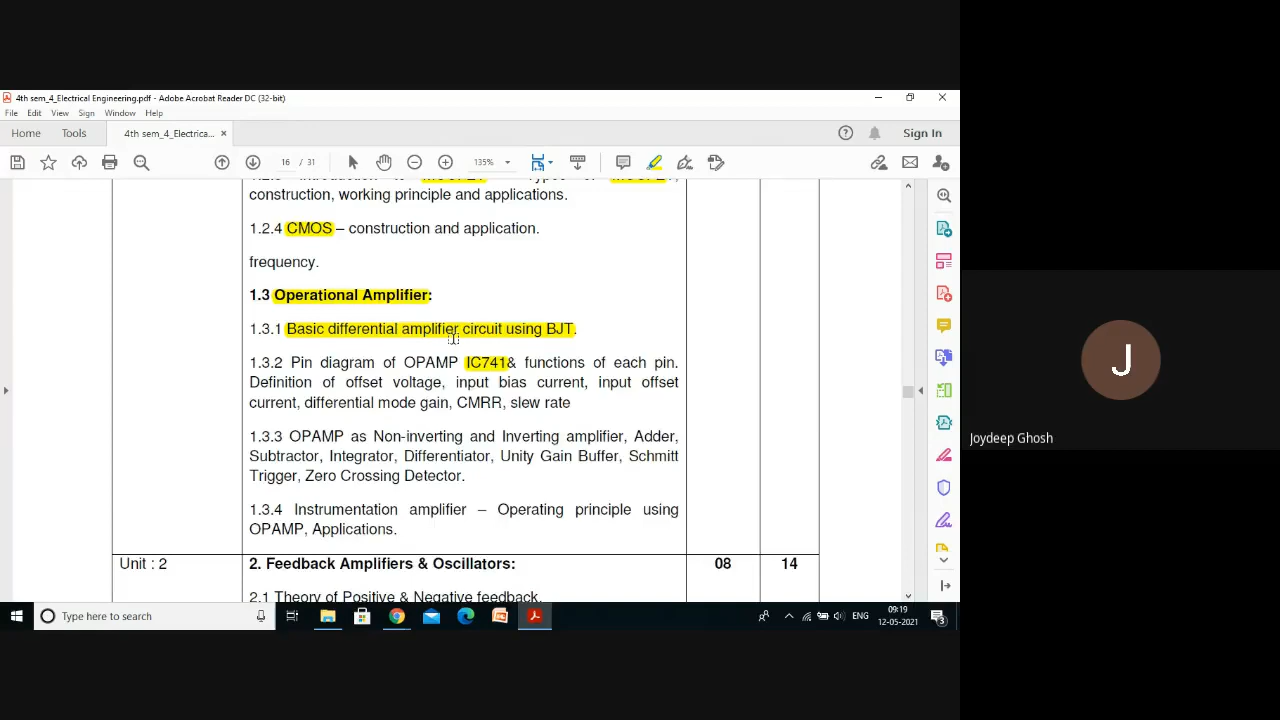 4th sem_4_Electrical Engineering.pdf - Adobe Acrobat Reader DC (32-bit)
File Edit View Sign Window Help
Home Tools 4th sem_4_Electrica... × Sign In
16 / 31 135%
construction, working principle and applications.
1.2.4 CMOS – construction and application.
frequency.
1.3 Operational Amplifier:
1.3.1 Basic differential amplifier circuit using BJT.
1.3.2 Pin diagram of OPAMP IC741& functions of each pin.
Definition of offset voltage, input bias current, input offset
current, differential mode gain, CMRR, slew rate
1.3.3 OPAMP as Non-inverting and Inverting amplifier, Adder,
Subtractor, Integrator, Differentiator, Unity Gain Buffer, Schmitt
Trigger, Zero Crossing Detector.
1.3.4 Instrumentation amplifier – Operating principle using
OPAMP, Applications.
Unit : 2 2. Feedback Amplifiers & Oscillators: 08 14
2.1 Theory of Positive & Negative feedback.
Type here to search
ENG
09:19
12-05-2021
3
J
Joydeep Ghosh